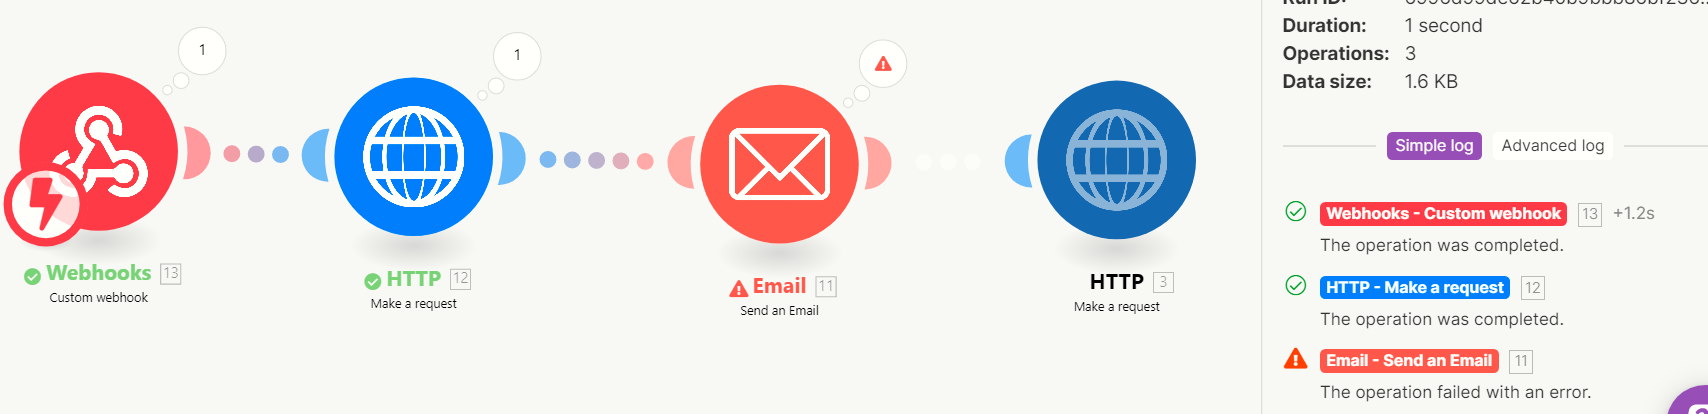 1
Webhooks 13
Custom webhook
1
HTTP 12
Make a request
Email 11
Send an Email
HTTP 3
Make a request
Duration: 1 second
Operations: 3
Data size: 1.6 KB
Simple log Advanced log
Webhooks - Custom webhook 13 +1.2s
The operation was completed.
HTTP - Make a request 12
The operation was completed.
Email - Send an Email 11
The operation failed with an error.